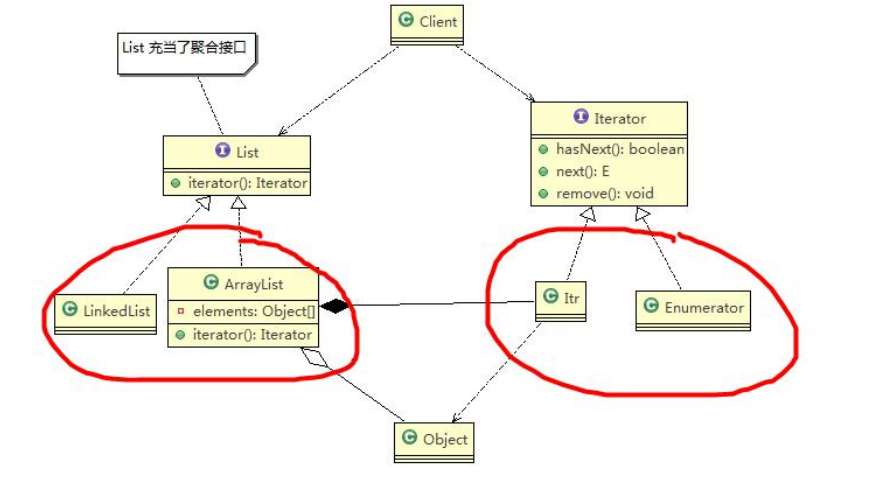 Client
List 充当了聚合接口
Iterator
hasNext(): boolean
next(): E
remove(): void
List
iterator(): Iterator
ArrayList
elements: Object[]
iterator(): Iterator
LinkedList
Itr
Enumerator
Object